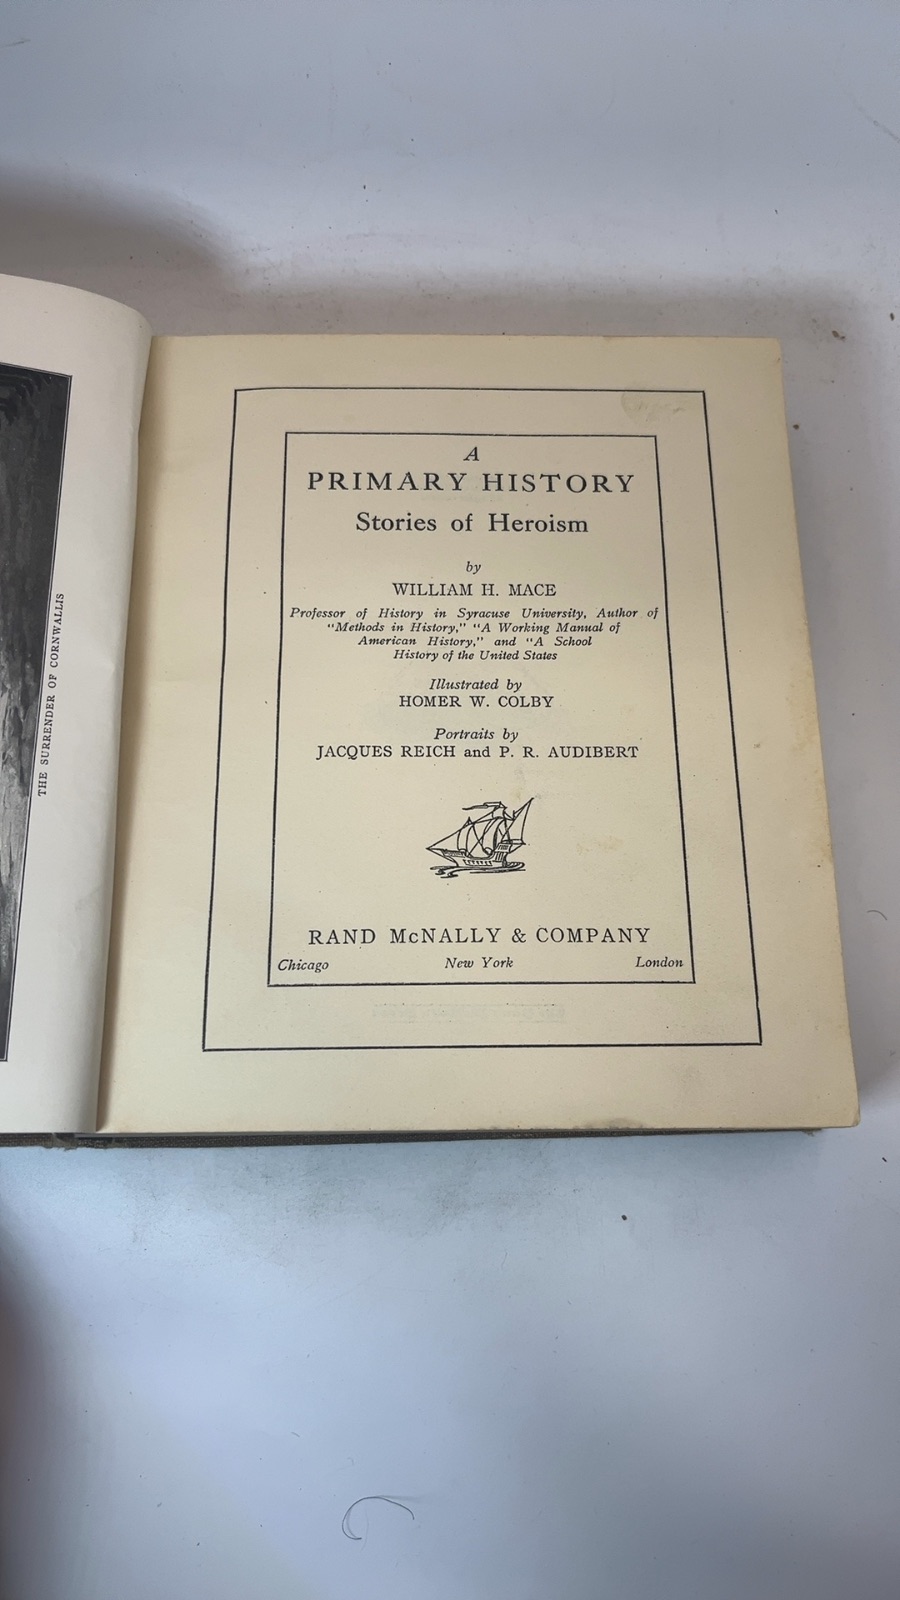 THE SURRENDER OF CORNWALLIS
A
PRIMARY HISTORY
Stories of Heroism
by
WILLIAM H. MACE
Professor of History in Syracuse University, Author of
"Methods in History," "A Working Manual of
American History," and "A School
History of the United States
Illustrated by
HOMER W. COLBY
Portraits by
JACQUES REICH and P. R. AUDIBERT
RAND McNALLY & COMPANY
Chicago New York London